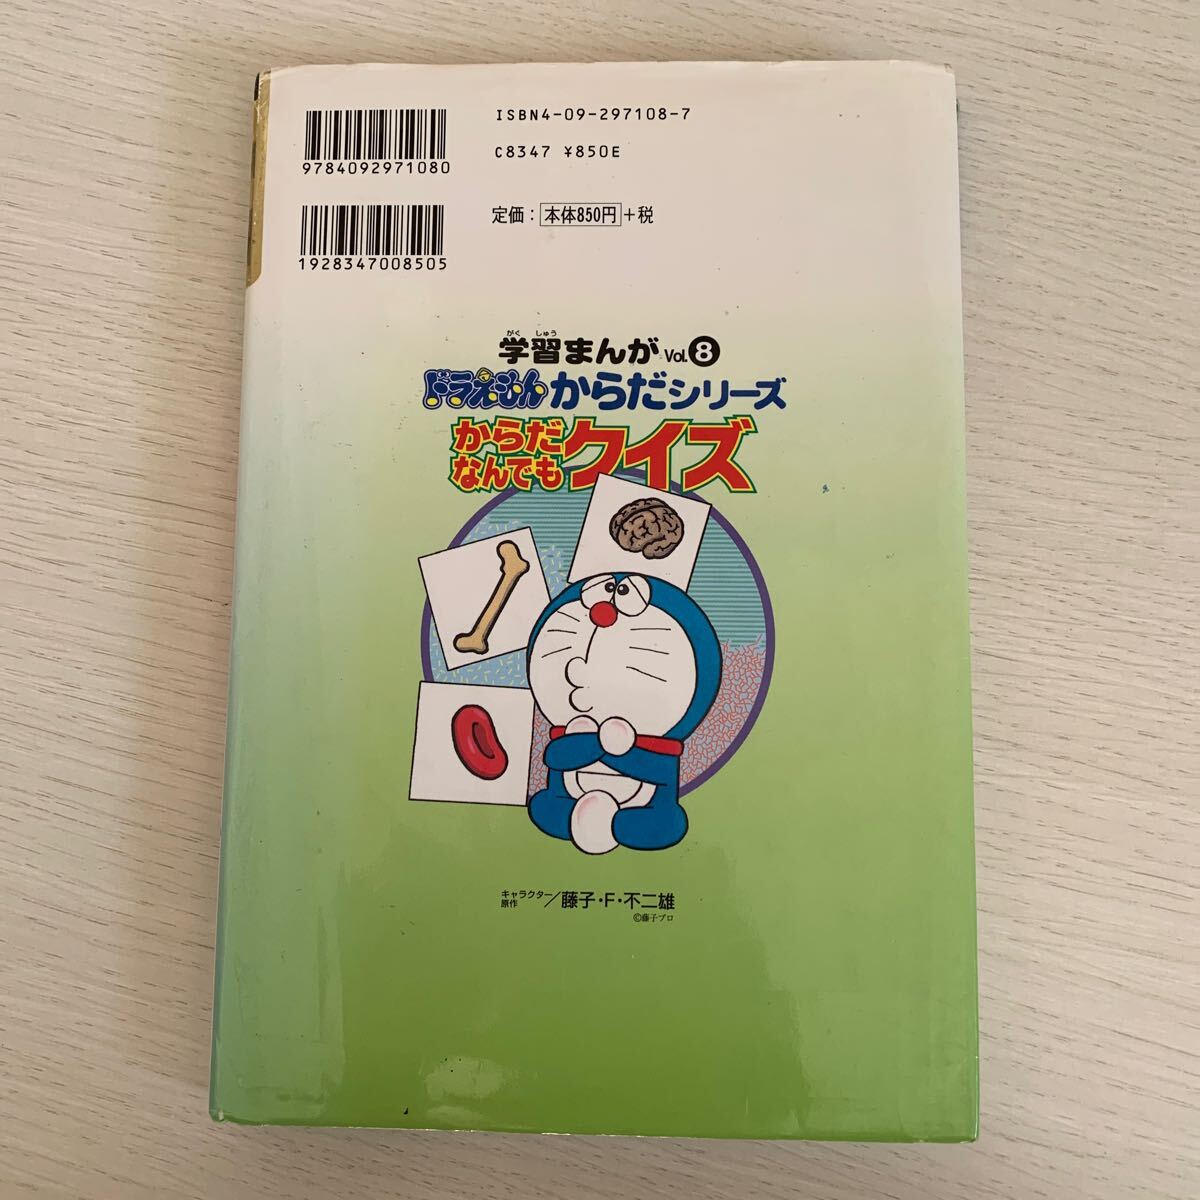 ISBN4-09-297108-7
9784092971080
C8347 ¥850E
1928347008505
定価：本体850円+税
がく しゅう
学習まんが Vol.8
ドラえもん からだシリーズ
からだ
なんでも
クイズ
キャラクター
原作
／藤子・F・不二雄
©藤子プロ